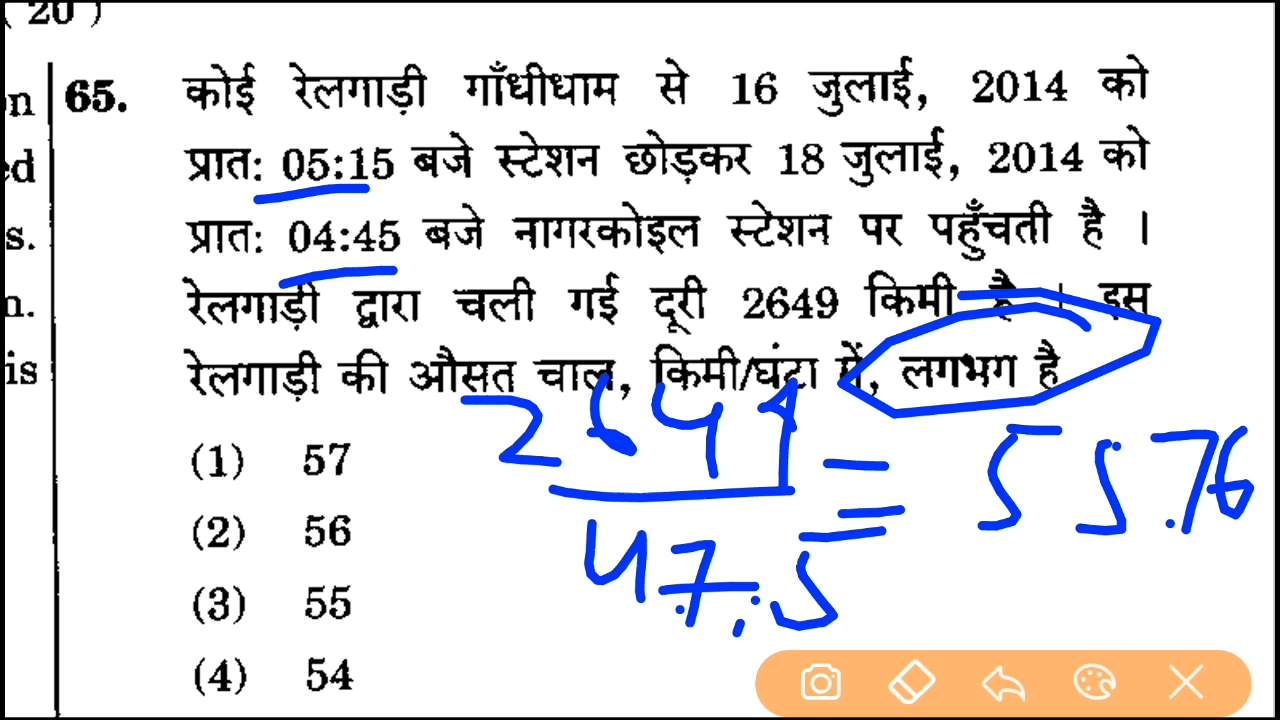 ( 20 )
on
65. कोई रेलगाड़ी गाँधीधाम से 16 जुलाई, 2014 को
ed
प्रात: 05:15 बजे स्टेशन छोड़कर 18 जुलाई, 2014 को
s.
प्रात: 04:45 बजे नागरकोइल स्टेशन पर पहुँचती है ।
n.
रेलगाड़ी द्वारा चली गई दूरी 2649 किमी है । इस
is
रेलगाड़ी की औसत चाल, किमी/घंटा में, लगभग है
2649
47.5
= 55.76
(1) 57
(2) 56
(3) 55
(4) 54